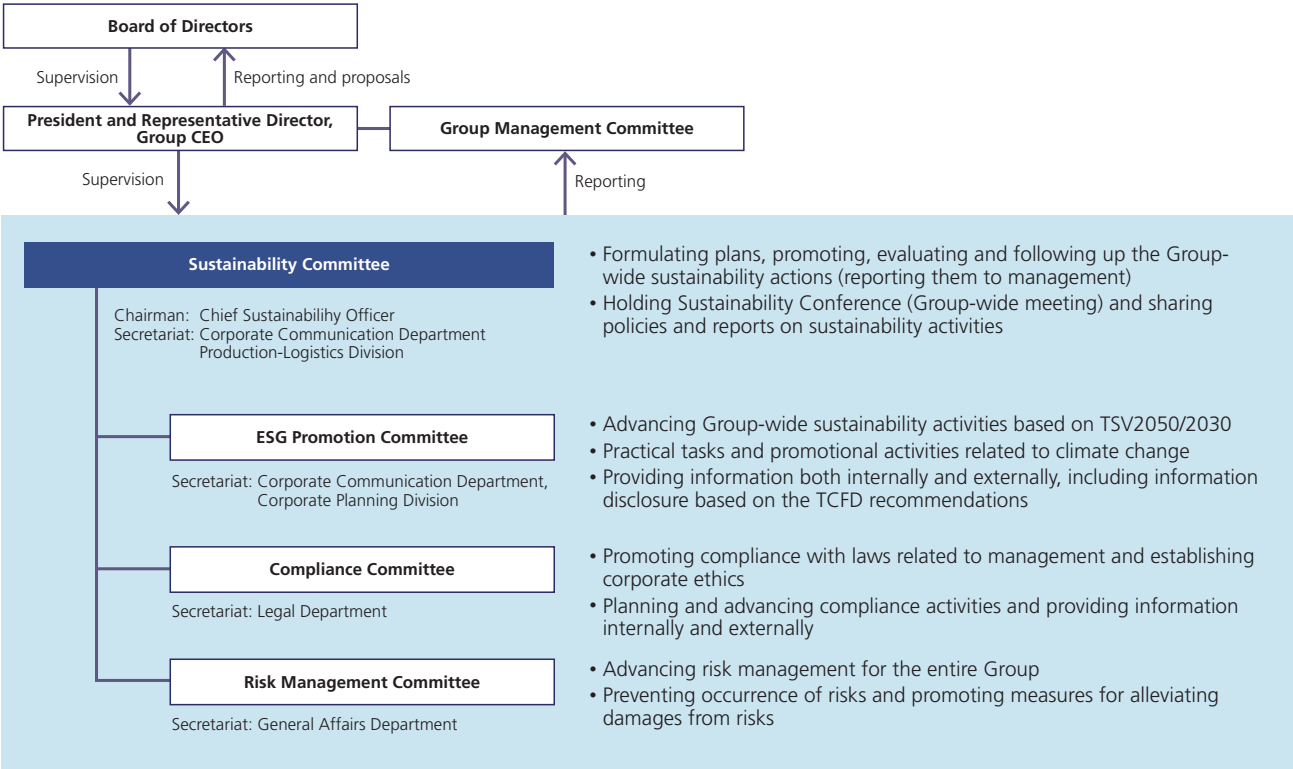 Board of Directors
Supervision
Reporting and proposals
President and Representative Director,
Group CEO
Group Management Committee
Supervision
Reporting
Sustainability Committee
Chairman: Chief Sustainabilihy Officer
Secretariat: Corporate Communication Department
Production-Logistics Division
• Formulating plans, promoting, evaluating and following up the Group-
wide sustainability actions (reporting them to management)
• Holding Sustainability Conference (Group-wide meeting) and sharing
policies and reports on sustainability activities
ESG Promotion Committee
Secretariat: Corporate Communication Department,
Corporate Planning Division
• Advancing Group-wide sustainability activities based on TSV2050/2030
• Practical tasks and promotional activities related to climate change
• Providing information both internally and externally, including information
disclosure based on the TCFD recommendations
Compliance Committee
Secretariat: Legal Department
• Promoting compliance with laws related to management and establishing
corporate ethics
• Planning and advancing compliance activities and providing information
internally and externally
Risk Management Committee
Secretariat: General Affairs Department
• Advancing risk management for the entire Group
• Preventing occurrence of risks and promoting measures for alleviating
damages from risks